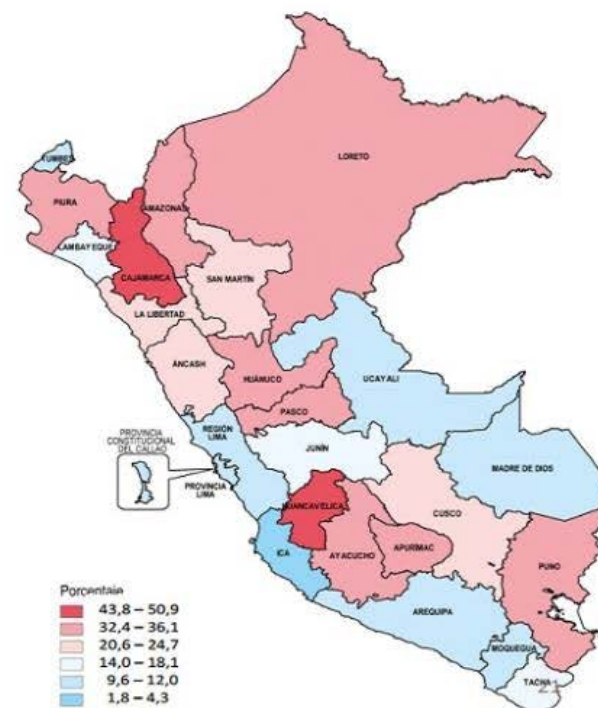 LORETO
TUMBES
PIURA
AMAZONAS
LAMBAYEQUE
CAJAMARCA
SAN MARTÍN
LA LIBERTAD
ÁNCASH
HUÁNUCO
UCAYALI
PASCO
REGIÓN
LIMA
PROVINCIA
CONSTITUCIONAL
DEL CALLAO
JUNÍN
MADRE DE DIOS
PROVINCIA
LIMA
HUANCAVELICA
CUSCO
ICA
AYACUCHO
APURÍMAC
PUNO
AREQUIPA
MOQUEGUA
TACNA
21
Porcentaje
43,8 – 50,9
32,4 – 36,1
20,6 – 24,7
14,0 – 18,1
9,6 – 12,0
1,8 – 4,3